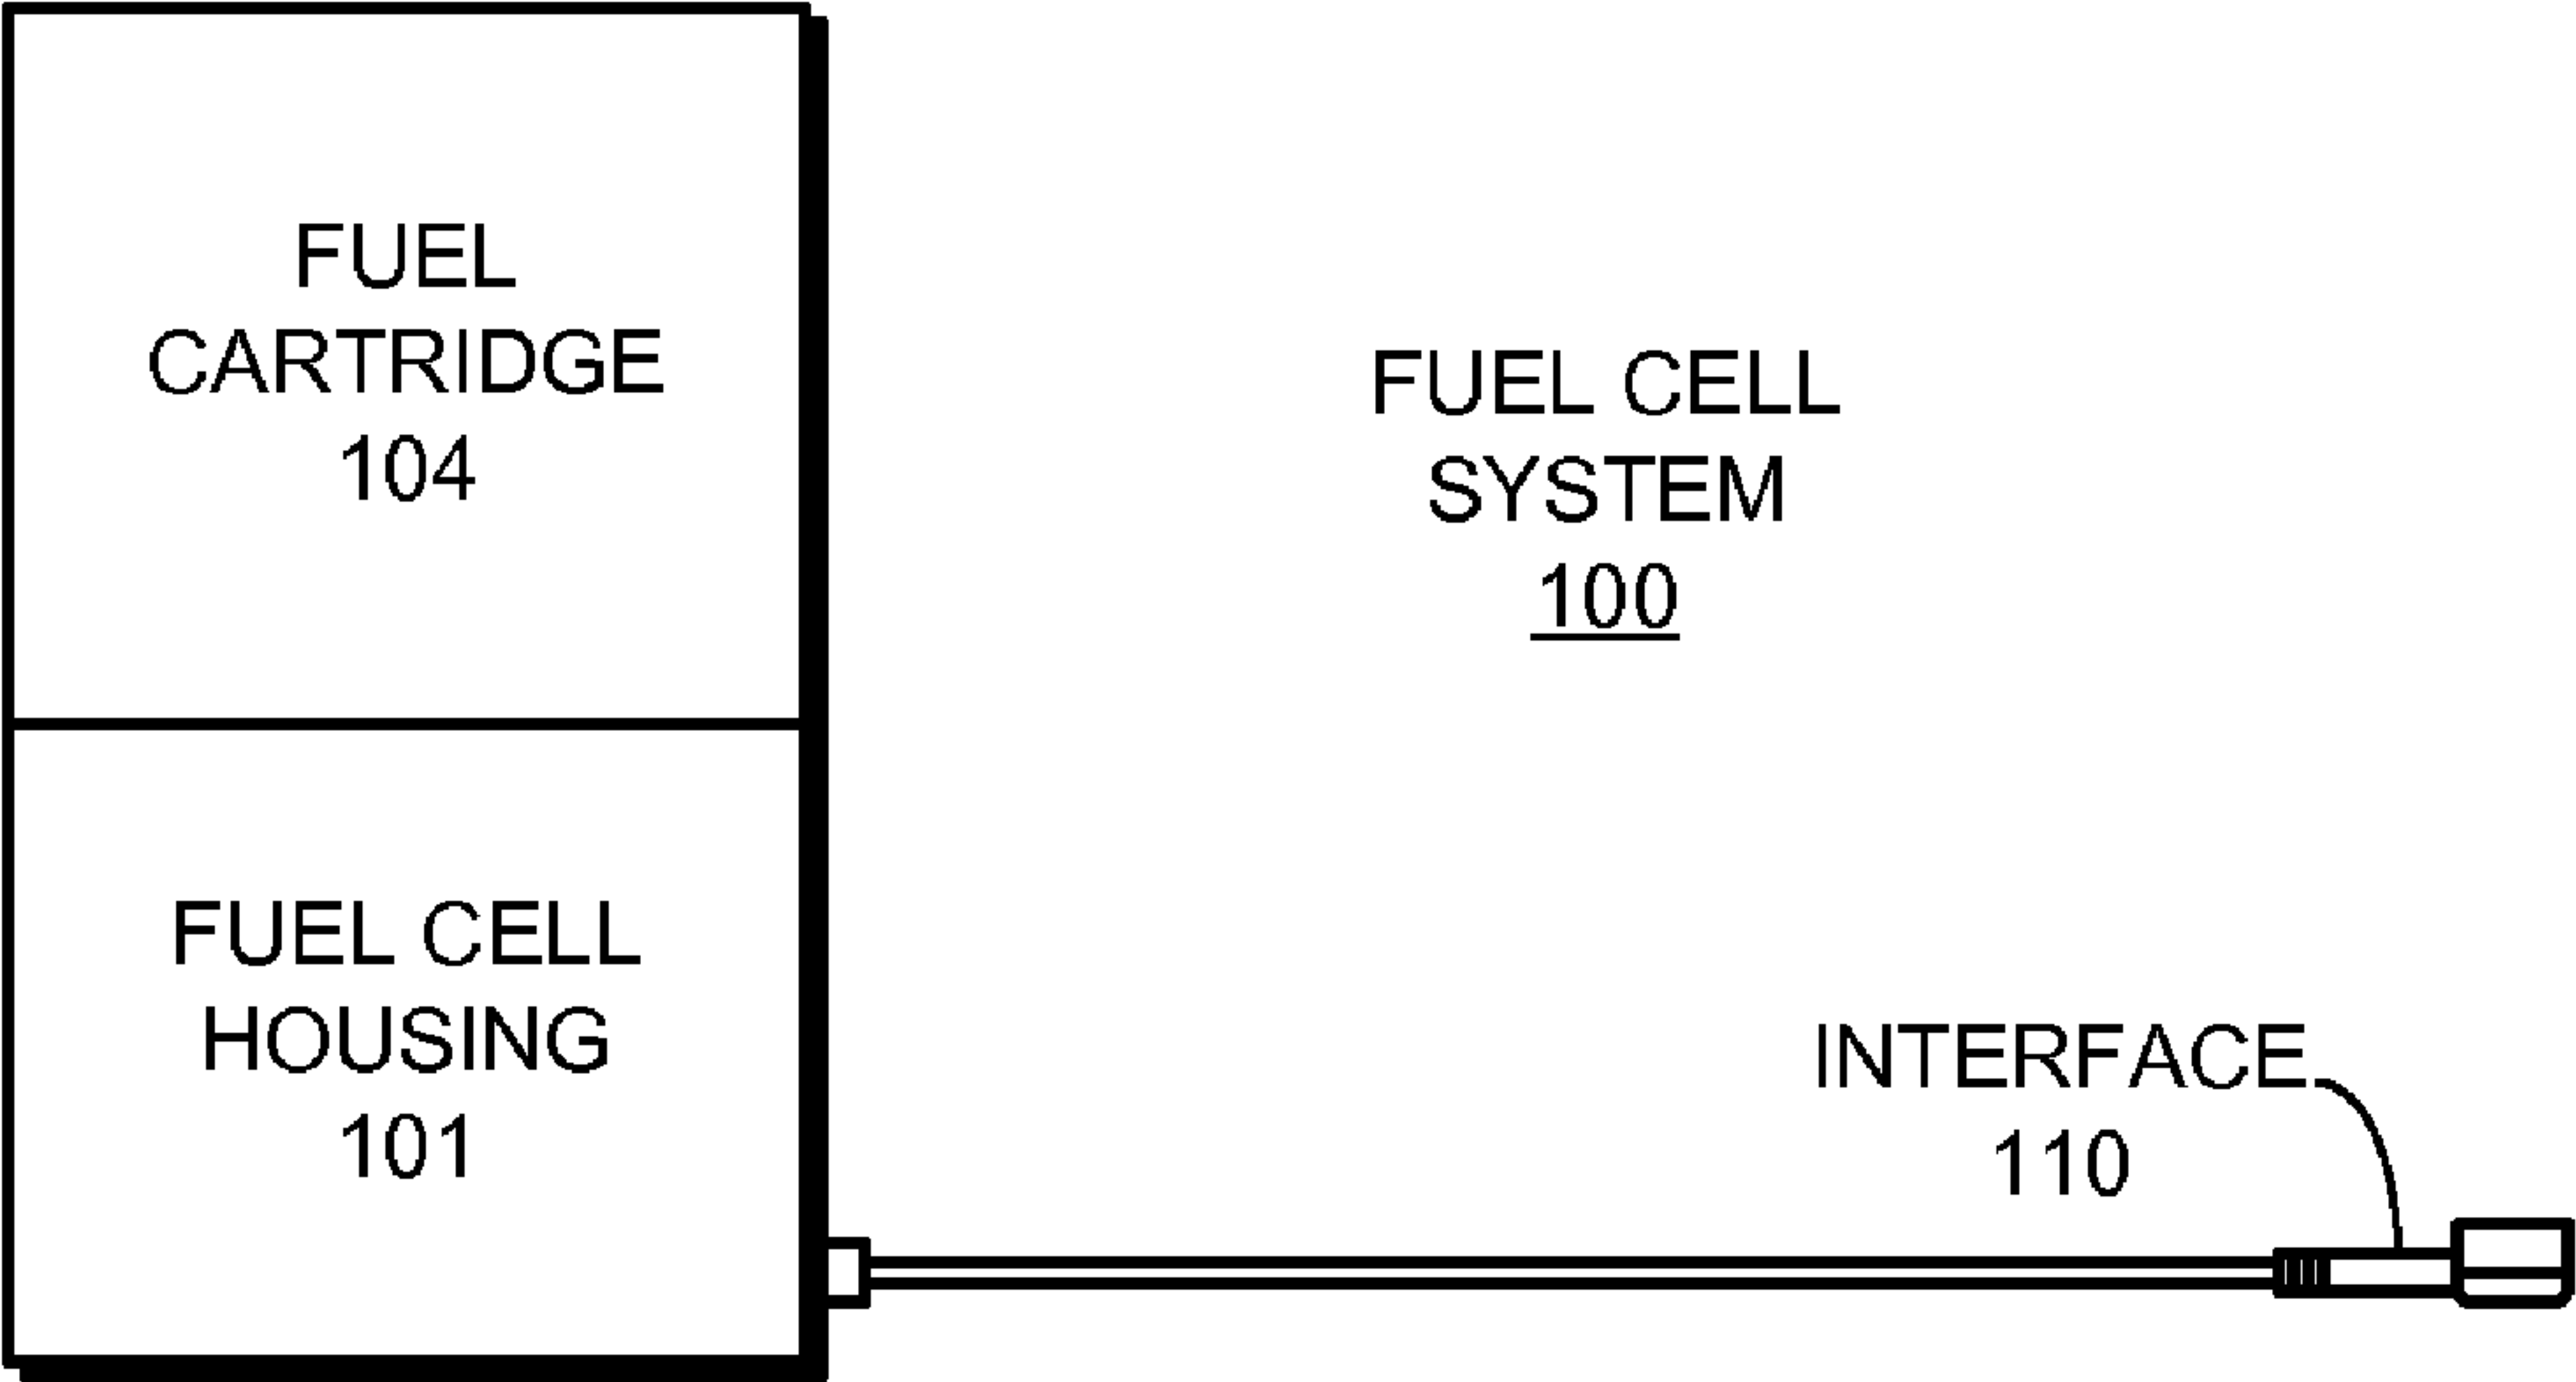 FUEL
CARTRIDGE
104
FUEL CELL
SYSTEM
100
FUEL CELL
HOUSING
101
INTERFACE
110